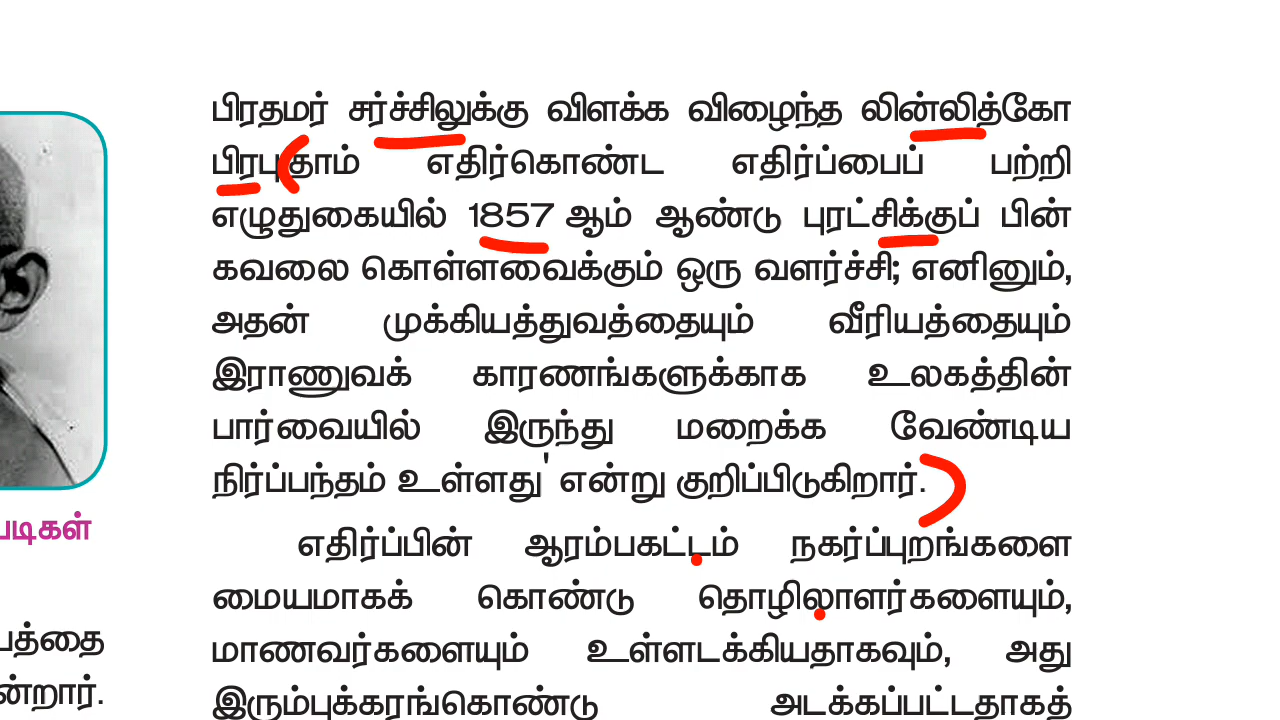 பிரதமர் சர்ச்சிலுக்கு விளக்க விழைந்த லின்லித்கோ
பிரபு தாம் எதிர்கொண்ட எதிர்ப்பைப் பற்றி
எழுதுகையில் 1857 ஆம் ஆண்டு புரட்சிக்குப் பின்
கவலை கொள்ளவைக்கும் ஒரு வளர்ச்சி; எனினும்,
அதன் முக்கியத்துவத்தையும் வீரியத்தையும்
இராணுவக் காரணங்களுக்காக உலகத்தின்
பார்வையில் இருந்து மறைக்க வேண்டிய
நிர்ப்பந்தம் உள்ளது' என்று குறிப்பிடுகிறார்.
எதிர்ப்பின் ஆரம்பகட்டம் நகர்ப்புறங்களை
மையமாகக் கொண்டு தொழிலாளர்களையும்,
மாணவர்களையும் உள்ளடக்கியதாகவும், அது
இரும்புக்கரங்கொண்டு அடக்கப்பட்டதாகத்
படிகள்
பத்தை
ன்றார்.